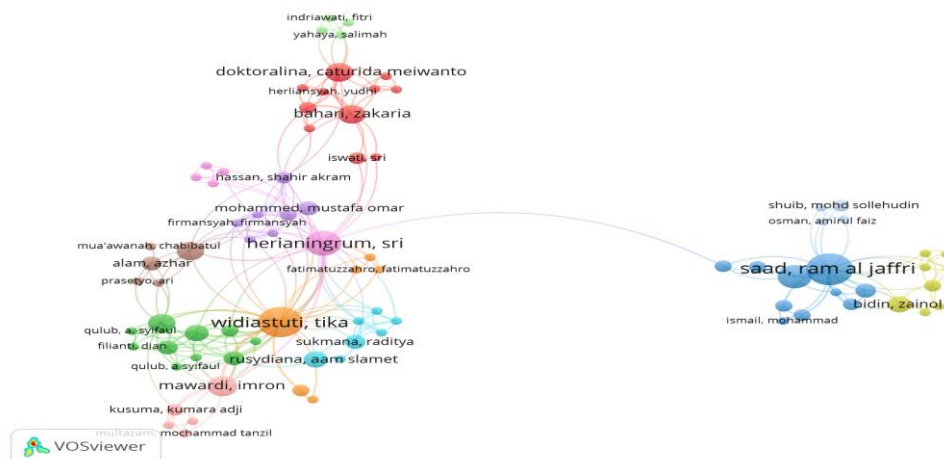 indriawati, fitri
yahaya, salimah
doktoralina, caturida meiwanto
herliansyah, yudhi
bahari, zakaria
iswati, sri
hassan, shahir akram
mohammed, mustafa omar
firmansyah, firmansyah
shuib, mohd sollehudin
osman, amirul faiz
mua'awanah, chabibatul
herianingrum, sri
alam, azhar
fatimatuzzahro, fatimatuzzahro
saad, ram al jaffri
prasetyo, ari
bidin, zainol
widiastuti, tika
ismail, mohammad
qulub, a. syifaul
sukmana, raditya
filianti, dian
rusydiana, aam slamet
qulub, a syifaul
mawardi, imron
kusuma, kumara adji
multazam, mochammad tanzil
VOSviewer